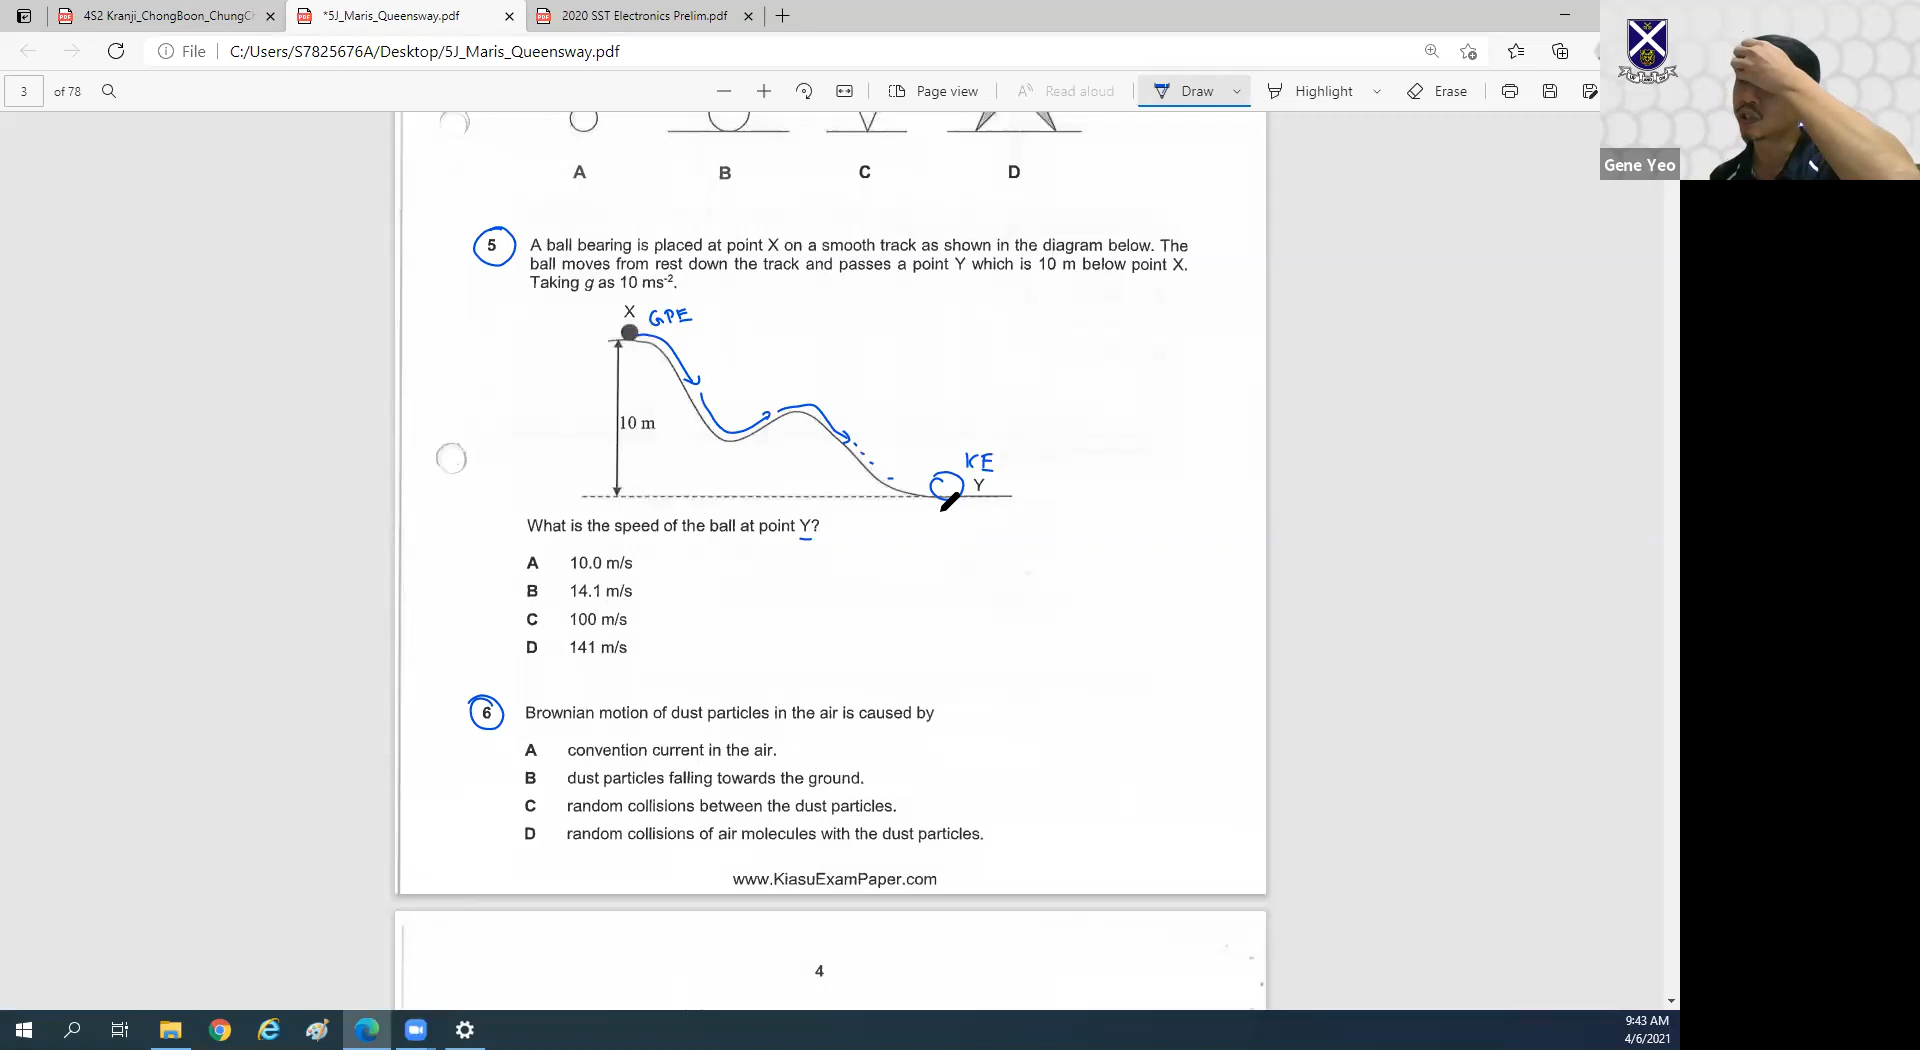 4S2 Kranji_ChongBoon_ChungC
*5J_Maris_Queensway.pdf
2020 SST Electronics Prelim.pdf
File
C:/Users/S7825676A/Desktop/5J_Maris_Queensway.pdf
3 of 78
Page view
Read aloud
Draw
Highlight
Erase
Gene Yeo
A B C D
5 A ball bearing is placed at point X on a smooth track as shown in the diagram below. The
ball moves from rest down the track and passes a point Y which is 10 m below point X.
Taking g as 10 ms⁻².
X
GPE
10 m
KE
Y
What is the speed of the ball at point Y?
A 10.0 m/s
B 14.1 m/s
C 100 m/s
D 141 m/s
6 Brownian motion of dust particles in the air is caused by
A convention current in the air.
B dust particles falling towards the ground.
C random collisions between the dust particles.
D random collisions of air molecules with the dust particles.
www.KiasuExamPaper.com
4
9:43 AM
4/6/2021